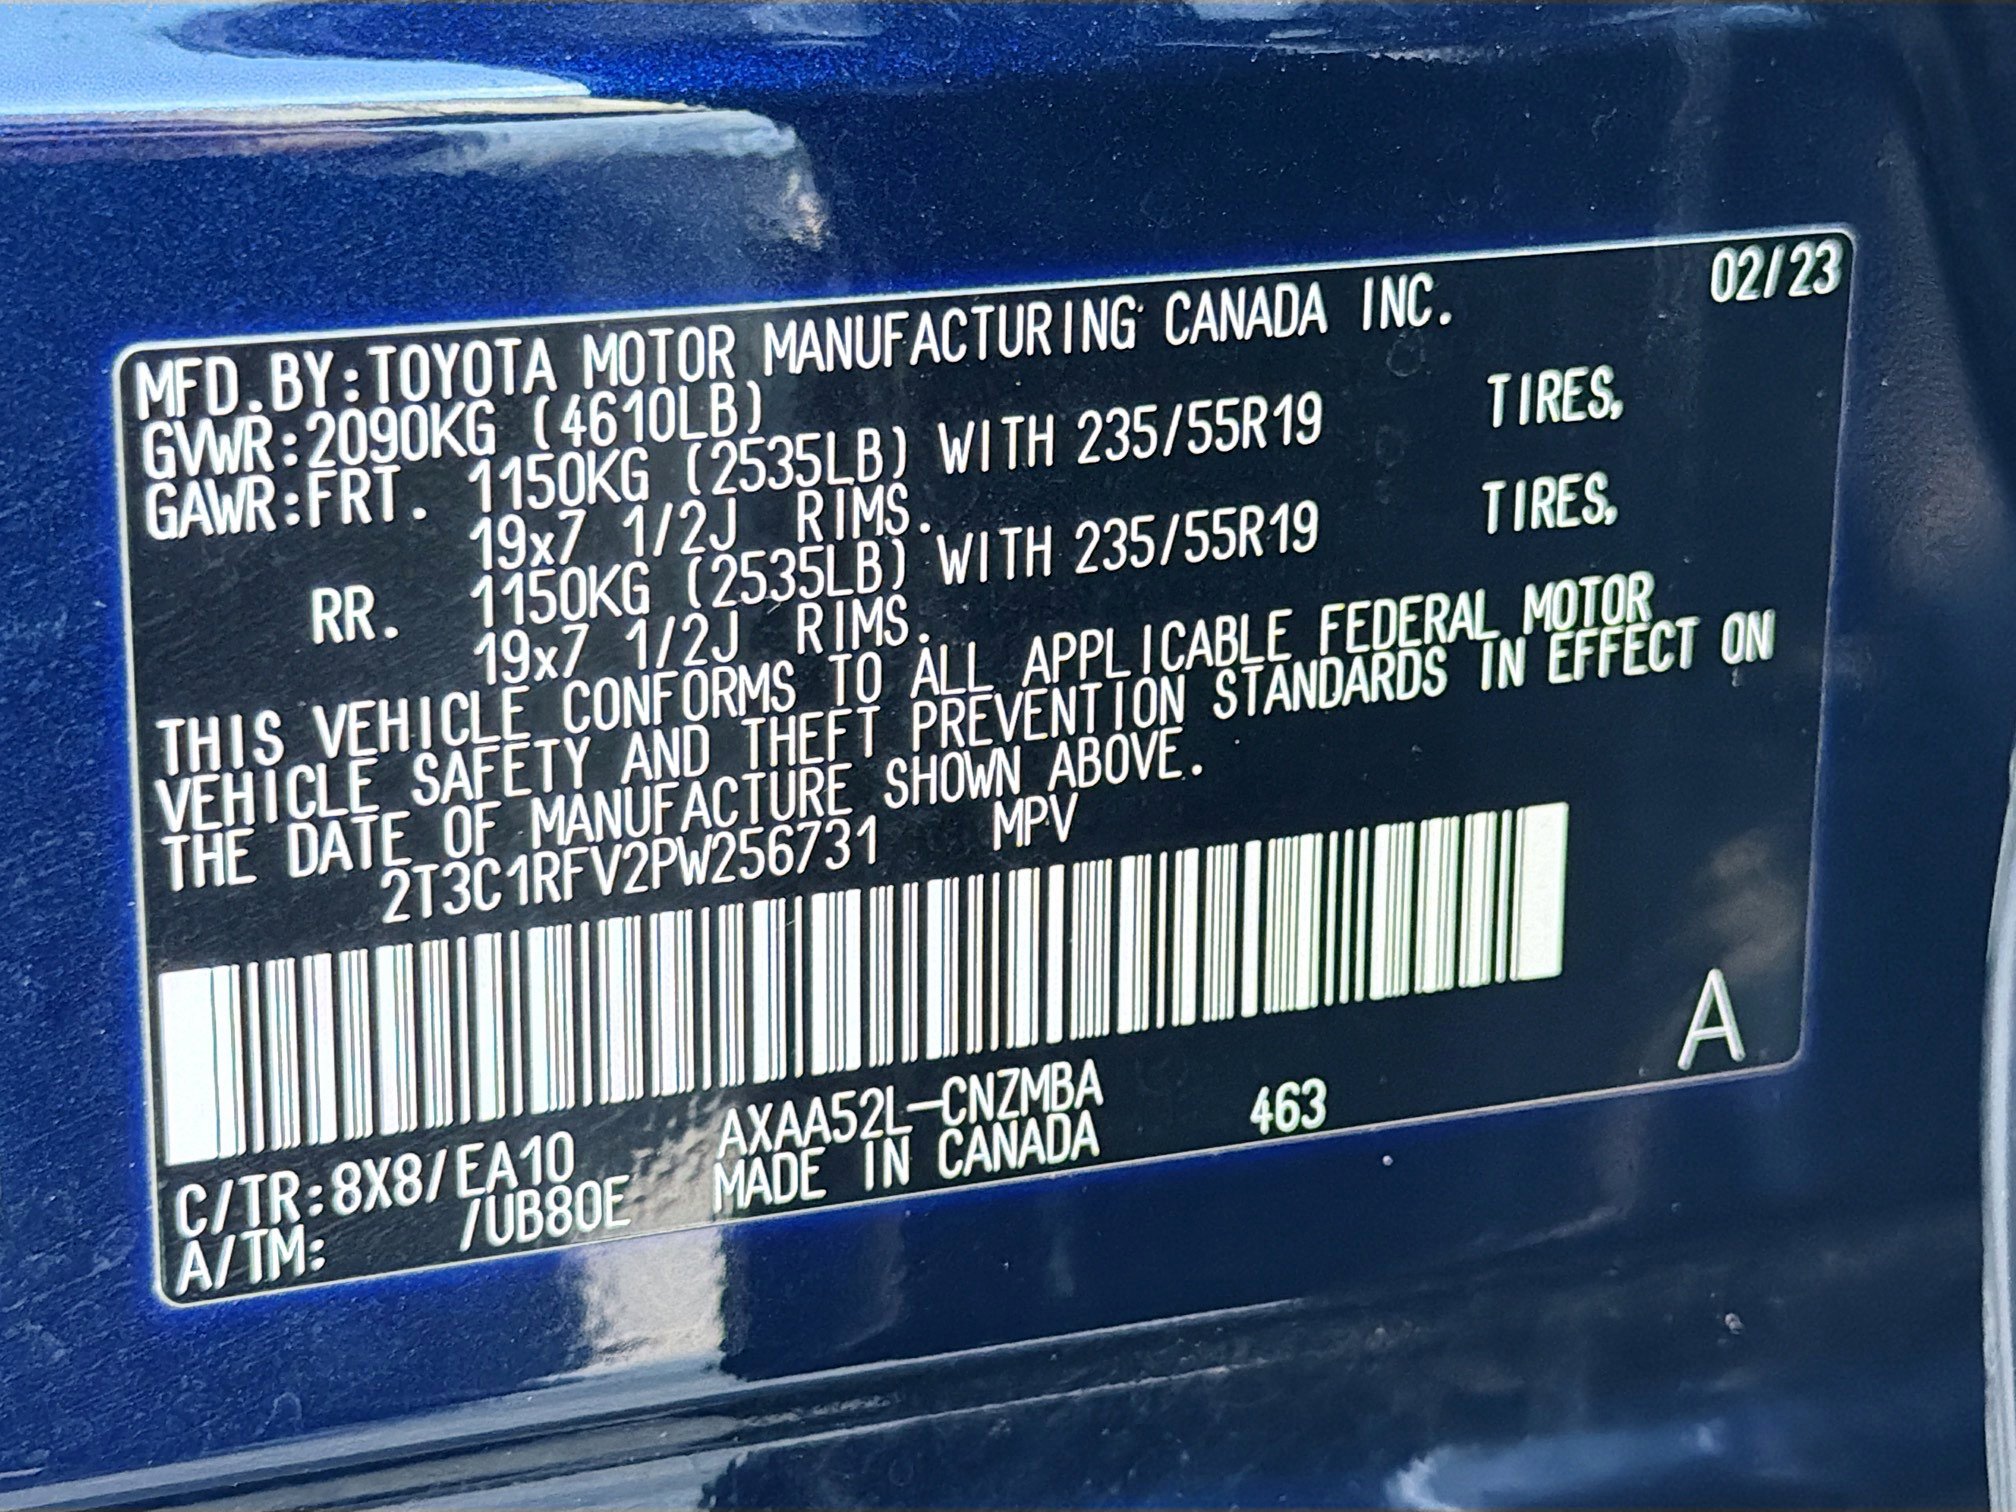 02/23
MFD.BY:TOYOTA MOTOR MANUFACTURING CANADA INC.
GVWR:2090KG (4610LB)
GAWR:FRT. 1150KG (2535LB) WITH 235/55R19 TIRES,
19x7 1/2J RIMS.
RR. 1150KG (2535LB) WITH 235/55R19 TIRES,
19x7 1/2J RIMS.
THIS VEHICLE CONFORMS TO ALL APPLICABLE FEDERAL MOTOR
VEHICLE SAFETY AND THEFT PREVENTION STANDARDS IN EFFECT ON
THE DATE OF MANUFACTURE SHOWN ABOVE.
2T3C1RFV2PW256731 MPV
C/TR:8X8/EA10 AXAA52L-CNZMBA 463 A
A/TM: /UB80E MADE IN CANADA